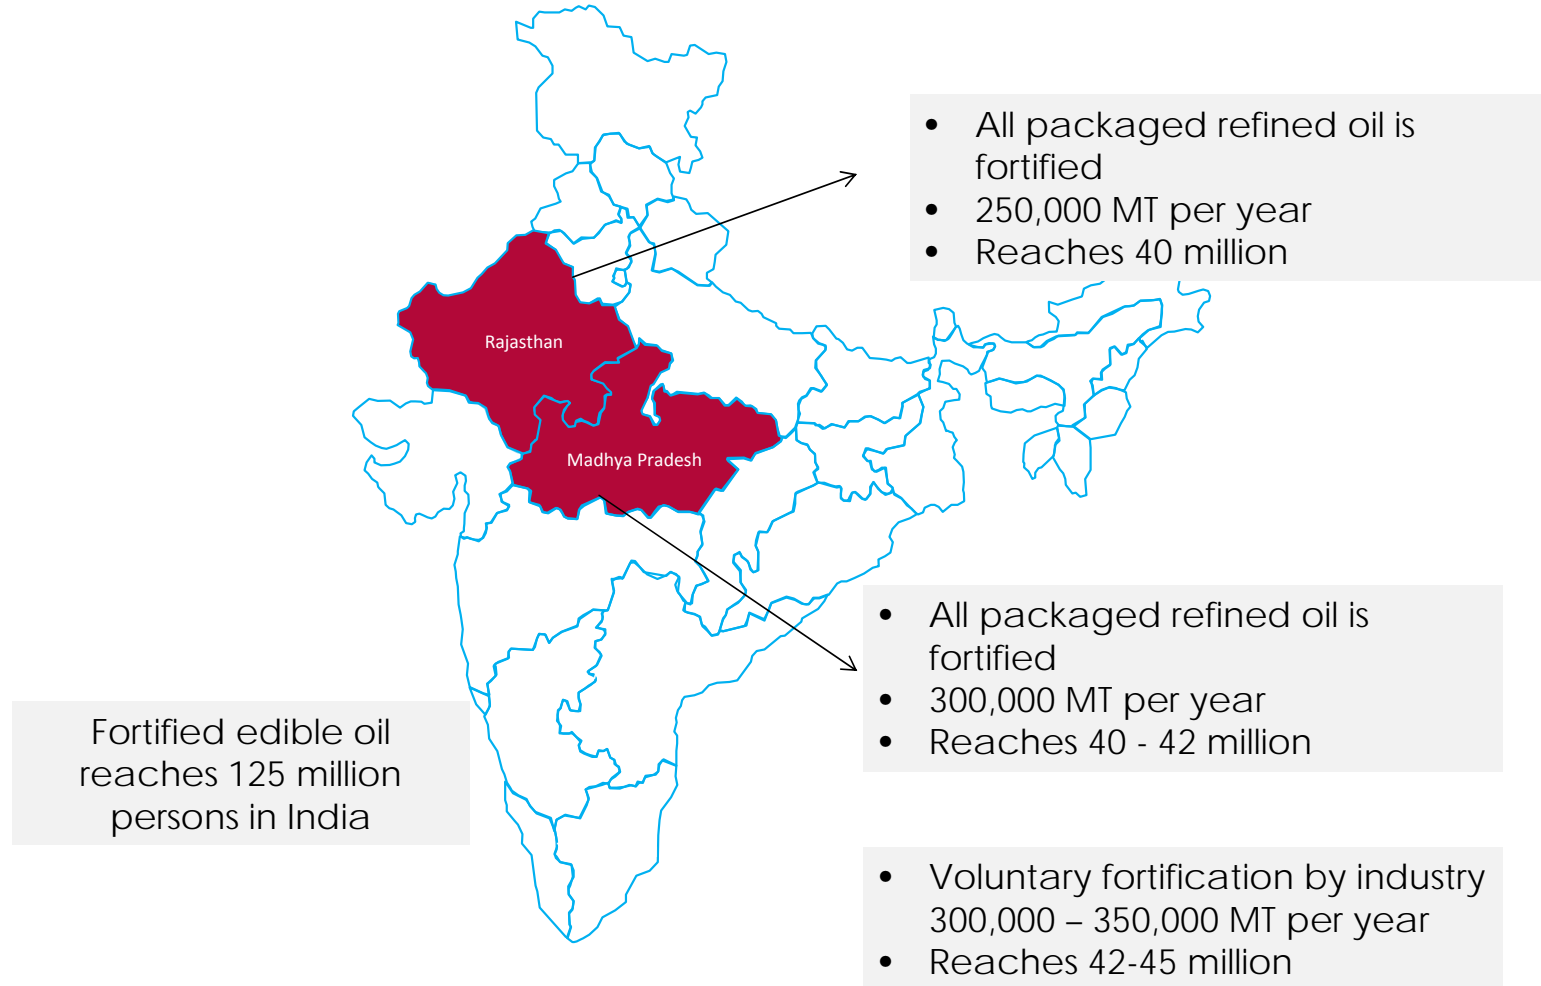 • All packaged refined oil is
fortified
• 250,000 MT per year
• Reaches 40 million
Rajasthan
Madhya Pradesh
• All packaged refined oil is
fortified
• 300,000 MT per year
• Reaches 40 - 42 million
Fortified edible oil
reaches 125 million
persons in India
• Voluntary fortification by industry
300,000 – 350,000 MT per year
• Reaches 42-45 million